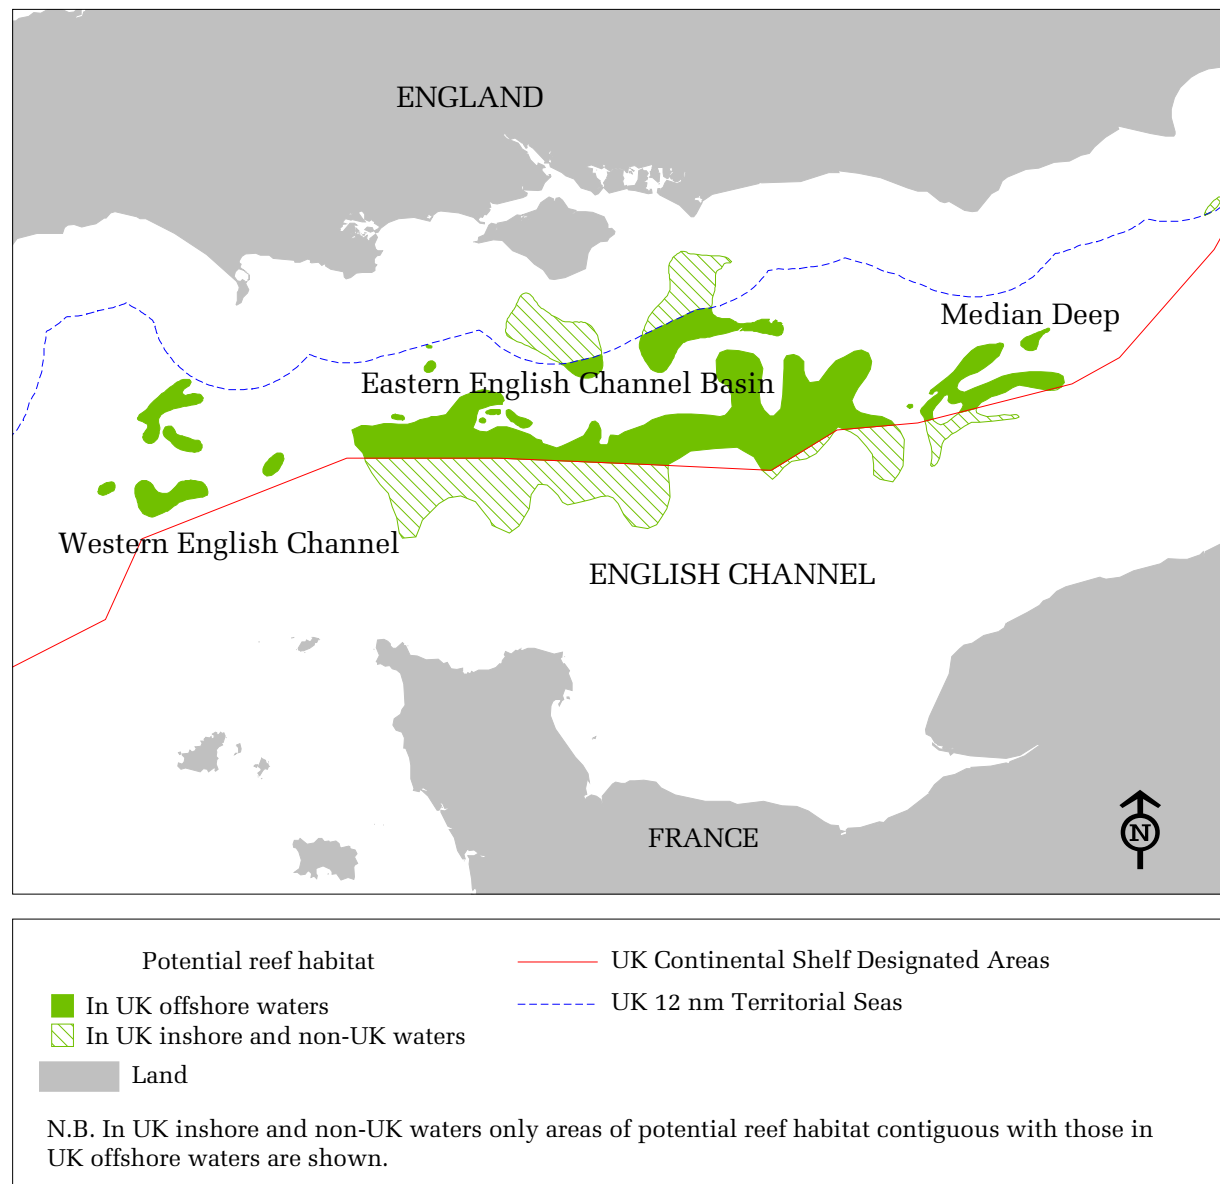 ENGLAND
Median Deep
Eastern English Channel Basin
Western English Channel
ENGLISH CHANNEL
FRANCE
N
Potential reef habitat
In UK offshore waters
In UK inshore and non-UK waters
Land
UK Continental Shelf Designated Areas
UK 12 nm Territorial Seas
N.B. In UK inshore and non-UK waters only areas of potential reef habitat contiguous with those in
UK offshore waters are shown.